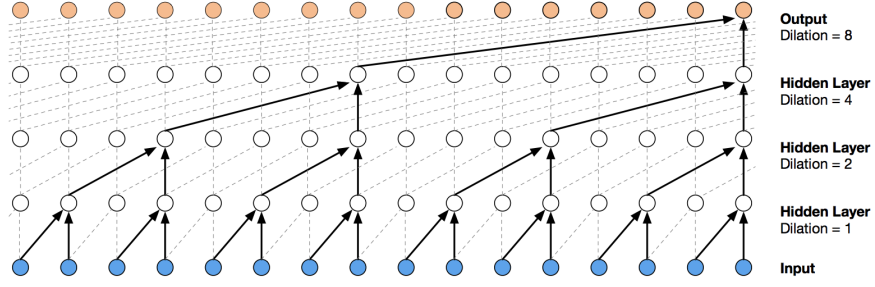 Output
Dilation = 8
Hidden Layer
Dilation = 4
Hidden Layer
Dilation = 2
Hidden Layer
Dilation = 1
Input